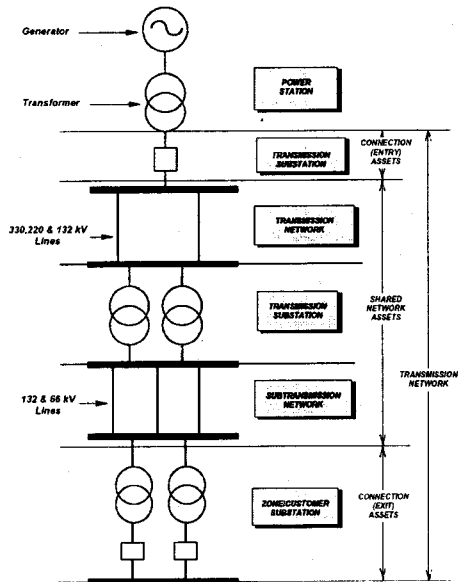 Generator
POWER
STATION
Transformer
CONNECTION
(ENTRY)
ASSETS
TRANSMISSION
SUBSTATION
330,220 & 132 kV
Lines
TRANSMISSION
NETWORK
TRANSMISSION
SUBSTATION
SHARED
NETWORK
ASSETS
TRANSMISSION
NETWORK
132 & 66 kV
Lines
SUBTRANSMISSION
NETWORK
ZONE/CUSTOMER
SUBSTATION
CONNECTION
(EXIT)
ASSETS